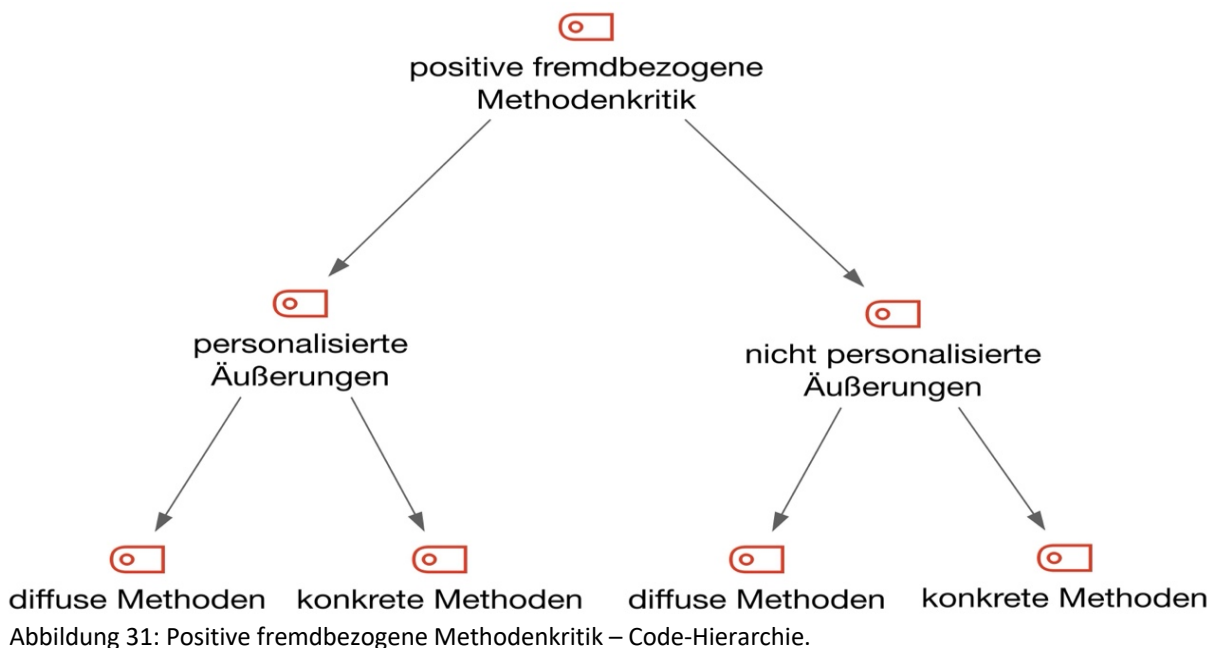 positive fremdbezogene
Methodenkritik
personalisierte
Äußerungen
nicht personalisierte
Äußerungen
diffuse Methoden
konkrete Methoden
diffuse Methoden
konkrete Methoden
Abbildung 31: Positive fremdbezogene Methodenkritik – Code-Hierarchie.